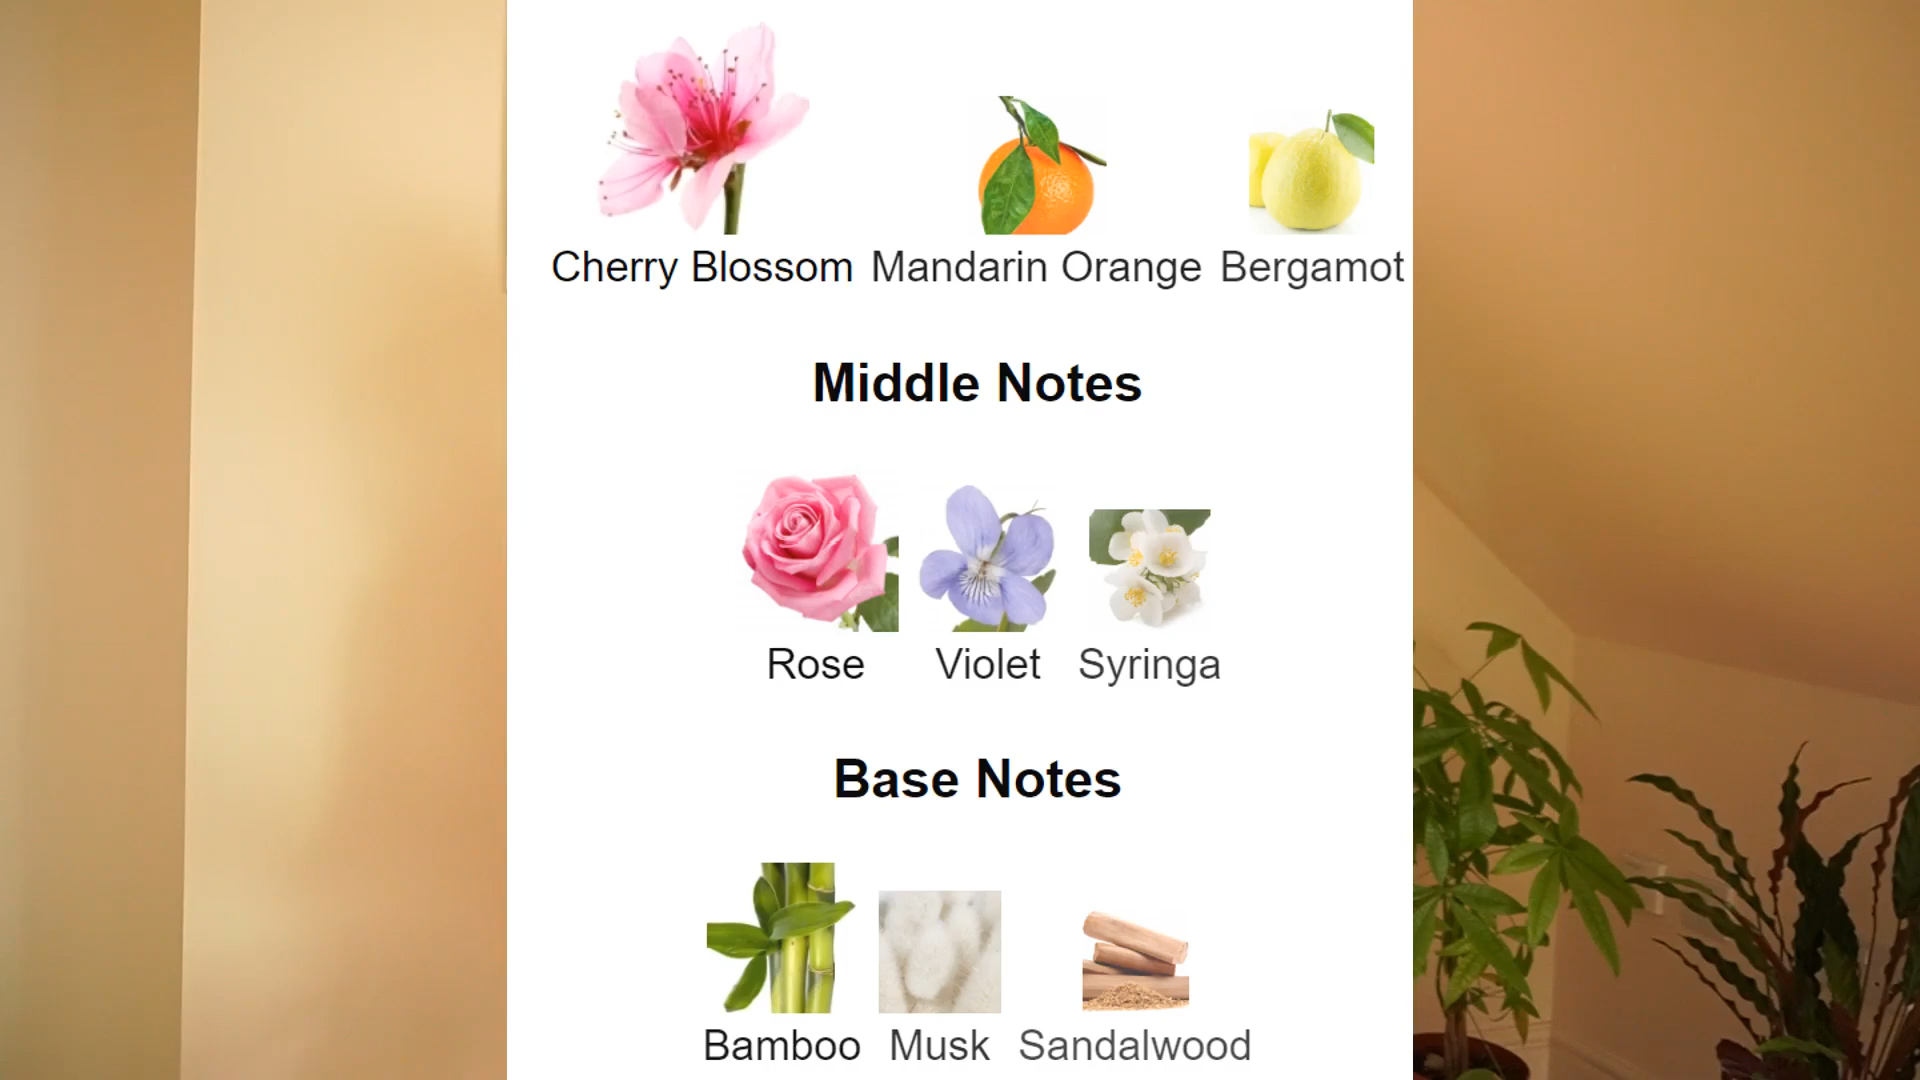 Cherry Blossom Mandarin Orange Bergamot
Middle Notes
Rose Violet Syringa
Base Notes
Bamboo Musk Sandalwood